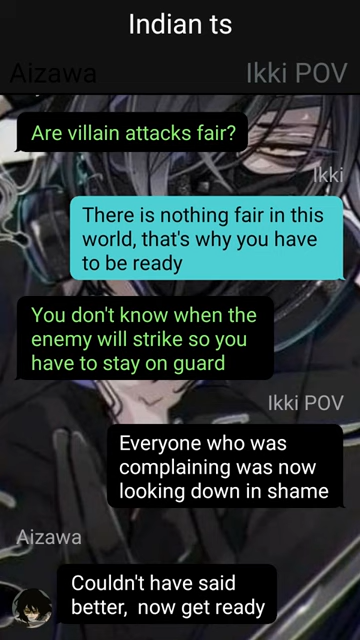 Indian ts
Aizawa
Ikki POV
Are villain attacks fair?
Ikki
There is nothing fair in this
world, that's why you have
to be ready
You don't know when the
enemy will strike so you
have to stay on guard
Ikki POV
Everyone who was
complaining was now
looking down in shame
Aizawa
Couldn't have said
better,  now get ready